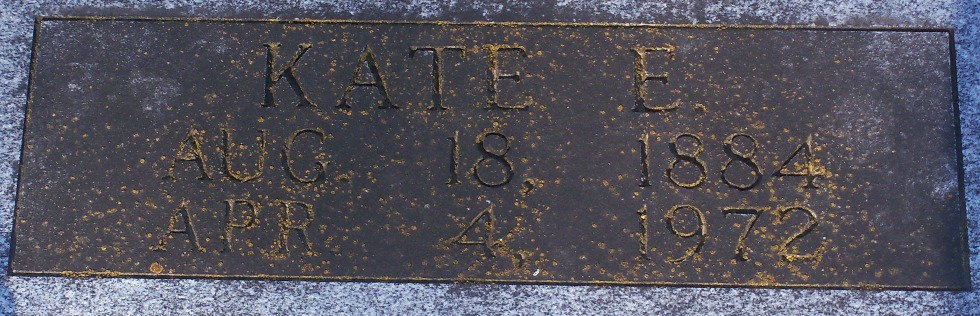 KATE E.
AUG. 18, 1884
APR. 4, 1972